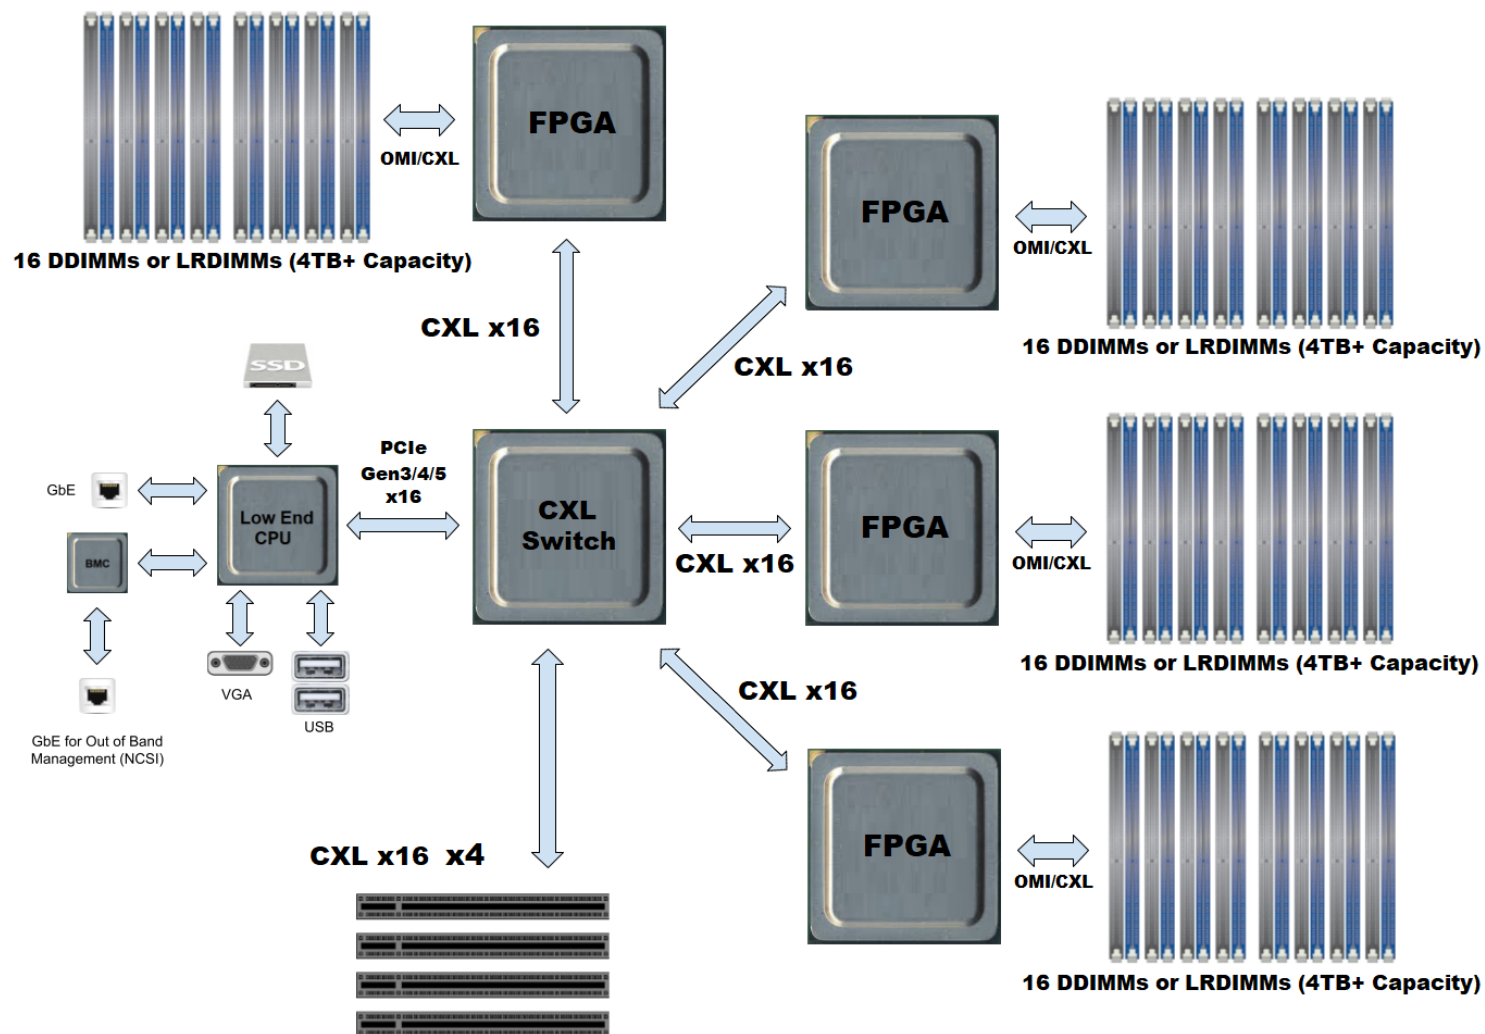 FPGA
OMI/CXL
16 DDIMMs or LRDIMMs (4TB+ Capacity)
FPGA
OMI/CXL
16 DDIMMs or LRDIMMs (4TB+ Capacity)
CXL x16
CXL x16
SSD
PCIe
Gen3/4/5
x16
GbE
Low End
CPU
BMC
CXL
Switch
CXL x16
FPGA
OMI/CXL
16 DDIMMs or LRDIMMs (4TB+ Capacity)
VGA
USB
GbE for Out of Band
Management (NCSI)
CXL x16
FPGA
OMI/CXL
16 DDIMMs or LRDIMMs (4TB+ Capacity)
CXL x16 x4